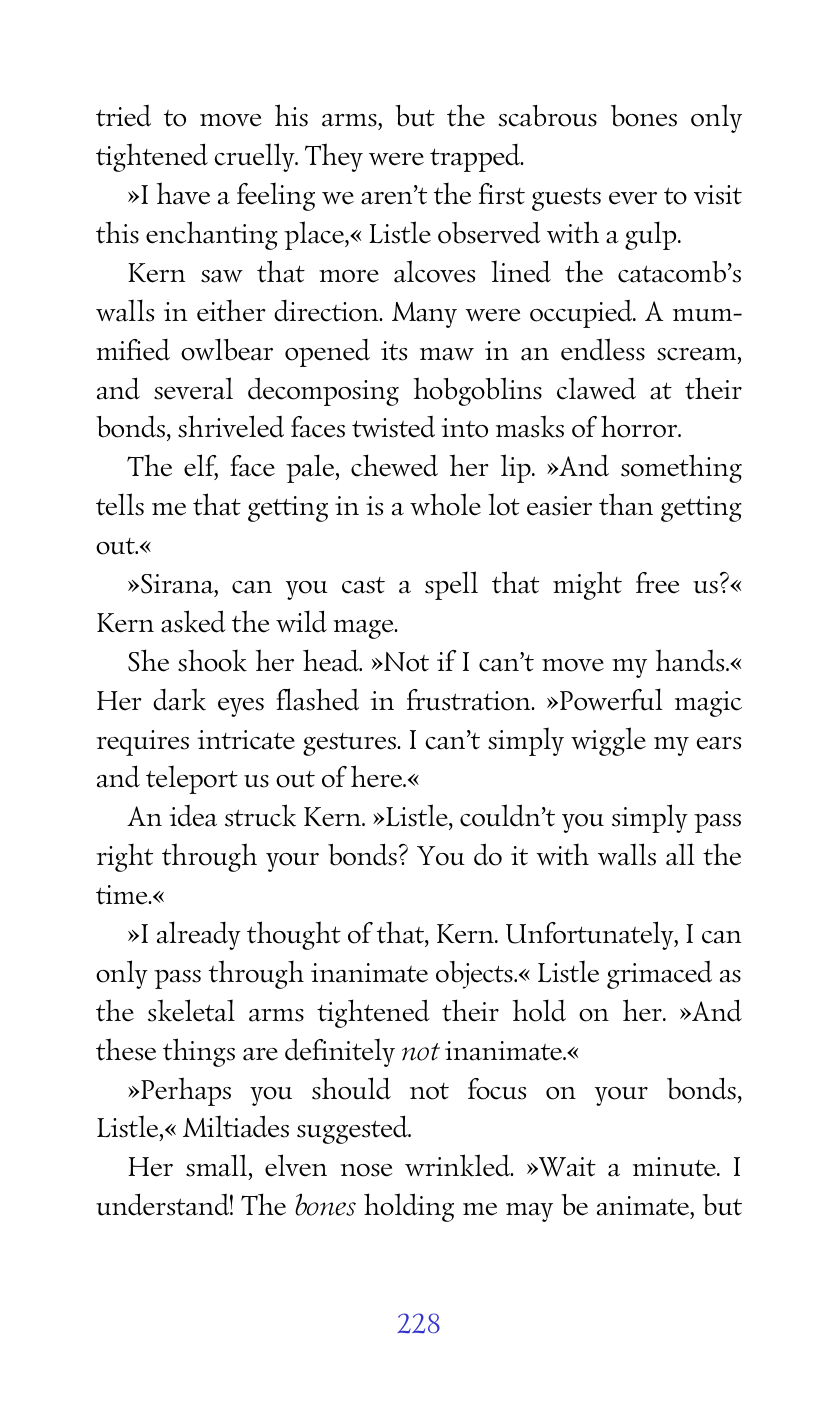 tried to move his arms, but the scabrous bones only
tightened cruelly. They were trapped.
»I have a feeling we aren’t the first guests ever to visit
this enchanting place,« Listle observed with a gulp.
Kern saw that more alcoves lined the catacomb’s
walls in either direction. Many were occupied. A mum-
mified owlbear opened its maw in an endless scream,
and several decomposing hobgoblins clawed at their
bonds, shriveled faces twisted into masks of horror.
The elf, face pale, chewed her lip. »And something
tells me that getting in is a whole lot easier than getting
out.«
»Sirana, can you cast a spell that might free us?«
Kern asked the wild mage.
She shook her head. »Not if I can’t move my hands.«
Her dark eyes flashed in frustration. »Powerful magic
requires intricate gestures. I can’t simply wiggle my ears
and teleport us out of here.«
An idea struck Kern. »Listle, couldn’t you simply pass
right through your bonds? You do it with walls all the
time.«
»I already thought of that, Kern. Unfortunately, I can
only pass through inanimate objects.« Listle grimaced as
the skeletal arms tightened their hold on her. »And
these things are definitely not inanimate.«
»Perhaps you should not focus on your bonds,
Listle,« Miltiades suggested.
Her small, elven nose wrinkled. »Wait a minute. I
understand! The bones holding me may be animate, but
228